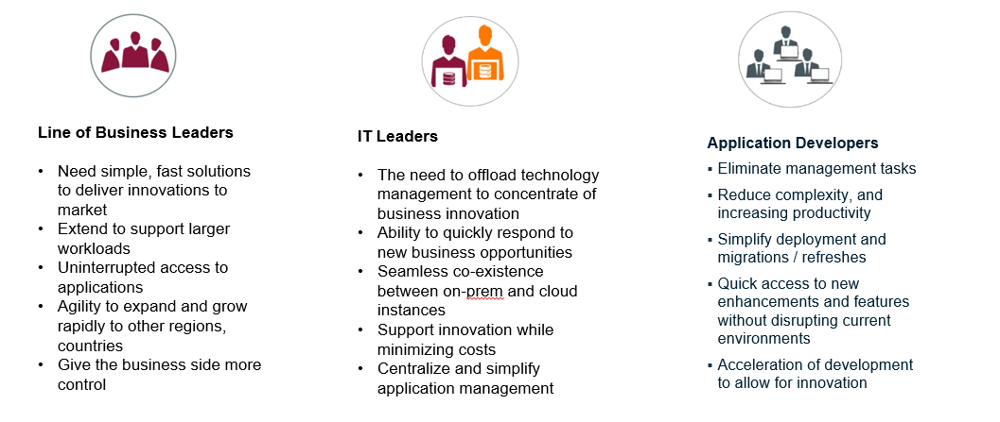 Line of Business Leaders
• Need simple, fast solutions
to deliver innovations to
market
• Extend to support larger
workloads
• Uninterrupted access to
applications
• Agility to expand and grow
rapidly to other regions,
countries
• Give the business side more
control
IT Leaders
• The need to offload technology
management to concentrate of
business innovation
• Ability to quickly respond to
new business opportunities
• Seamless co-existence
between on-prem and cloud
instances
• Support innovation while
minimizing costs
• Centralize and simplify
application management
Application Developers
▪ Eliminate management tasks
▪ Reduce complexity, and
increasing productivity
▪ Simplify deployment and
migrations / refreshes
▪ Quick access to new
enhancements and features
without disrupting current
environments
▪ Acceleration of development
to allow for innovation